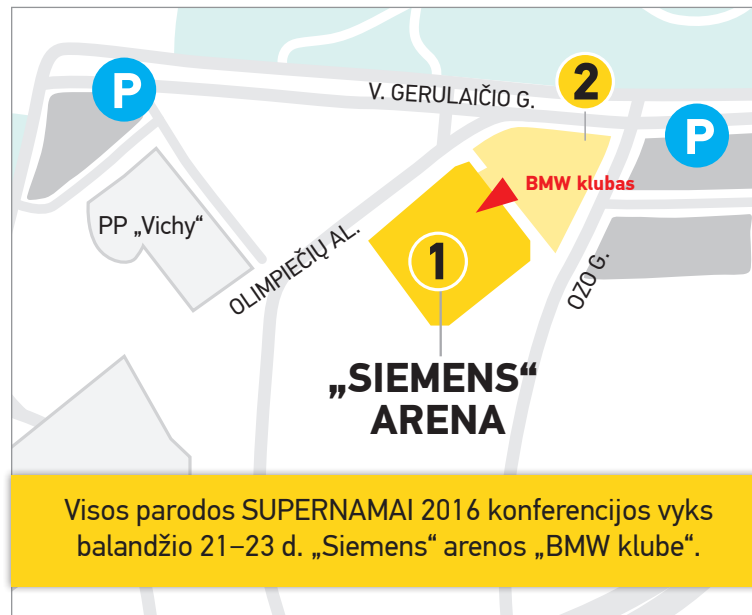 P
V. GERULAIČIO G.
2
P
BMW klubas
PP „Vichy“
OLIMPIEČIŲ AL.
1
OZO G.
„SIEMENS“
ARENA
Visos parodos SUPERNAMAI 2016 konferencijos vyks
balandžio 21–23 d. „Siemens“ arenos „BMW klube“.